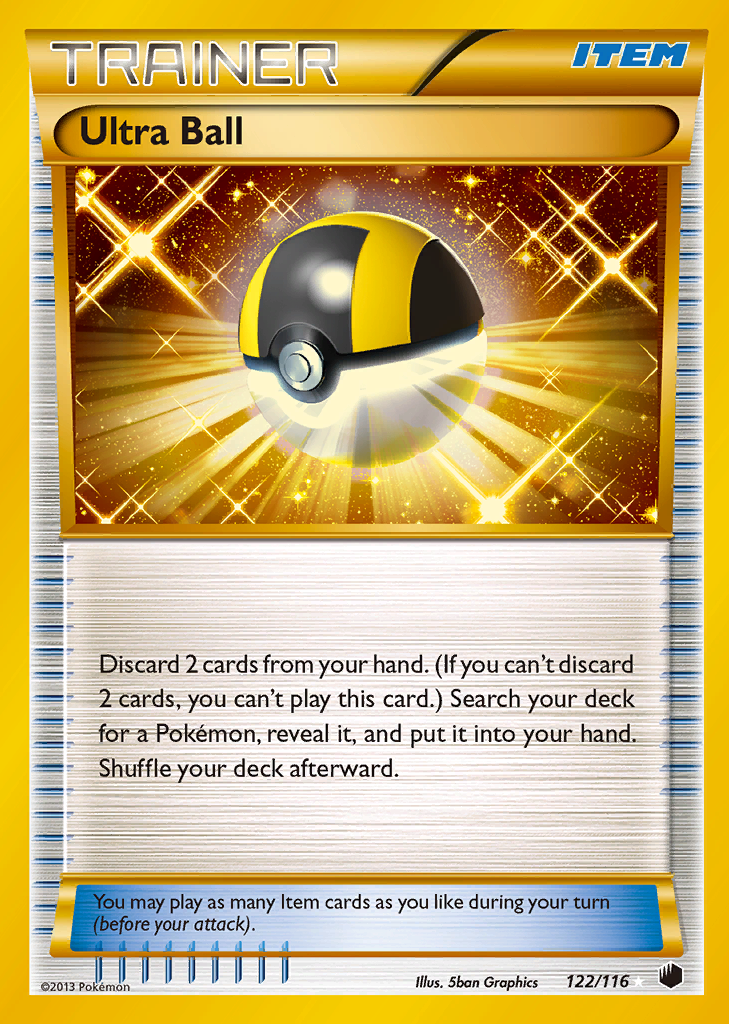 TRAINER
ITEM
Ultra Ball
Discard 2 cards from your hand. (If you can't discard
2 cards, you can't play this card.) Search your deck
for a Pokémon, reveal it, and put it into your hand.
Shuffle your deck afterward.
You may play as many Item cards as you like during your turn
(before your attack).
©2013 Pokémon
Illus. 5ban Graphics
122/116